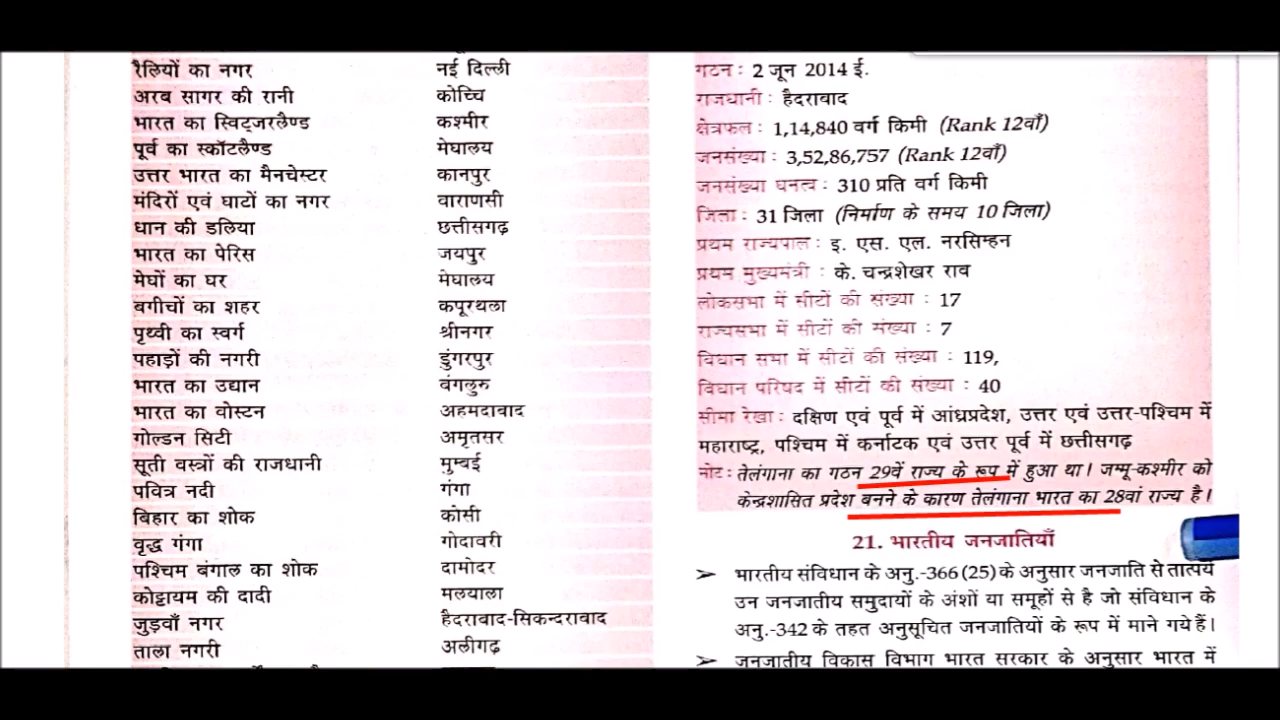 रैलियों का नगर नई दिल्ली
अरब सागर की रानी कोच्चि
भारत का स्विट्जरलैण्ड कश्मीर
पूर्व का स्कॉटलैण्ड मेघालय
उत्तर भारत का मैनचेस्टर कानपुर
मंदिरों एवं घाटों का नगर वाराणसी
धान की डलिया छत्तीसगढ़
भारत का पेरिस जयपुर
मेघों का घर मेघालय
बगीचों का शहर कपूरथला
पृथ्वी का स्वर्ग श्रीनगर
पहाड़ों की नगरी डुंगरपुर
भारत का उद्यान बंगलुरु
भारत का वोस्टन अहमदाबाद
गोल्डन सिटी अमृतसर
सूती वस्त्रों की राजधानी मुम्बई
पवित्र नदी गंगा
बिहार का शोक कोसी
वृद्ध गंगा गोदावरी
पश्चिम बंगाल का शोक दामोदर
कोट्टायम की दादी मलयाला
जुड़वाँ नगर हैदराबाद-सिकन्दराबाद
ताला नगरी अलीगढ़
गठन : 2 जून 2014 ई.
राजधानी : हैदराबाद
क्षेत्रफल : 1,14,840 वर्ग किमी (Rank 12वाँ)
जनसंख्या : 3,52,86,757 (Rank 12वाँ)
जनसंख्या घनत्व : 310 प्रति वर्ग किमी
जिला : 31 जिला (निर्माण के समय 10 जिला)
प्रथम राज्यपाल : इ. एस. एल. नरसिम्हन
प्रथम मुख्यमंत्री : के. चन्द्रशेखर राव
लोकसभा में सीटों की संख्या : 17
राज्यसभा में सीटों की संख्या : 7
विधान सभा में सीटों की संख्या : 119,
विधान परिषद में सीटों की संख्या : 40
सीमा रेखा : दक्षिण एवं पूर्व में आंध्रप्रदेश, उत्तर एवं उत्तर-पश्चिम में
महाराष्ट्र, पश्चिम में कर्नाटक एवं उत्तर पूर्व में छत्तीसगढ़
नोट : तेलंगाना का गठन 29वें राज्य के रूप में हुआ था। जम्मू-कश्मीर को
केन्द्रशासित प्रदेश बनने के कारण तेलंगाना भारत का 28वां राज्य है।
21. भारतीय जनजातियाँ
➢ भारतीय संविधान के अनु.-366 (25) के अनुसार जनजाति से तात्पर्य
उन जनजातीय समुदायों के अंशों या समूहों से है जो संविधान के
अनु.-342 के तहत अनुसूचित जनजातियों के रूप में माने गये हैं।
➢ जनजातीय विकास विभाग भारत सरकार के अनुसार भारत में